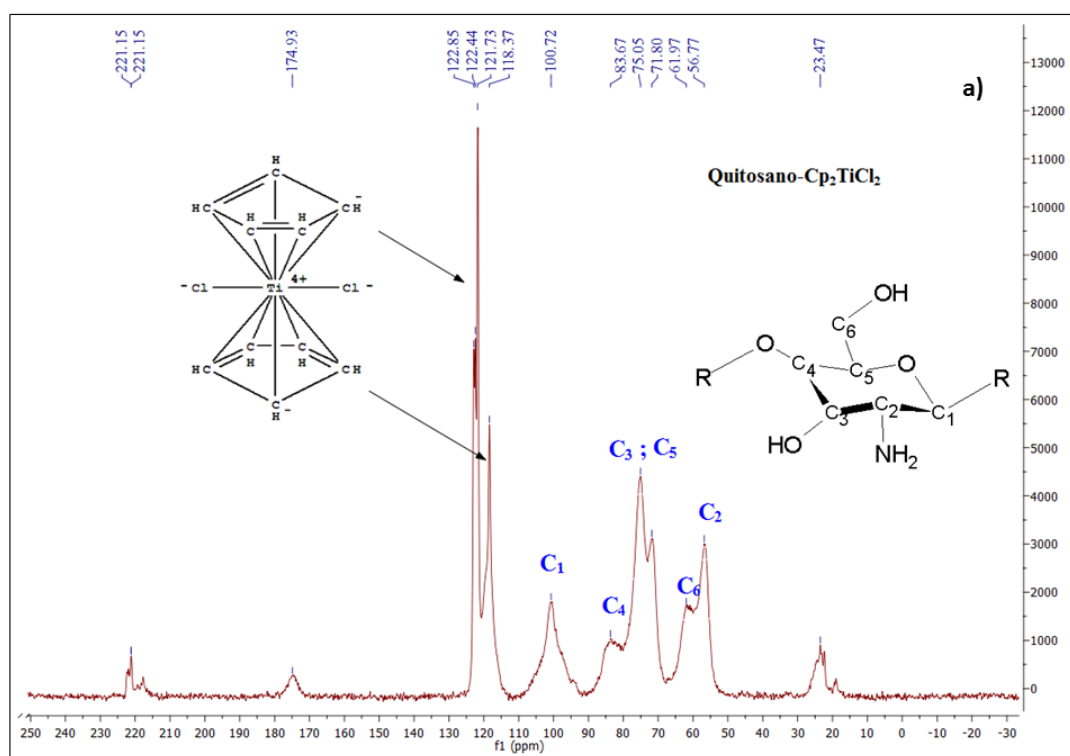 221.15
221.15
174.93
122.85
122.44
121.73
118.37
100.72
83.67
75.05
71.80
61.97
56.77
23.47
a)
Quitosano-Cp₂TiCl₂
H
C
HC
CH⁻
H
H
C
C
⁻Cl
Ti
4+
Cl⁻
C
C
HC
H
H
CH
C
H⁻
OH
C₆
O
R
C₄
C₅
O
R
C₃
C₂
C₁
HO
NH₂
C₁
C₄
C₃ ; C₅
C₆
C₂
13000
12000
11000
10000
9000
8000
7000
6000
5000
4000
3000
2000
1000
0
250 240 230 220 210 200 190 180 170 160 150 140 130 120 110 100 90 80 70 60 50 40 30 20 10 0 -10 -20 -30
f1 (ppm)